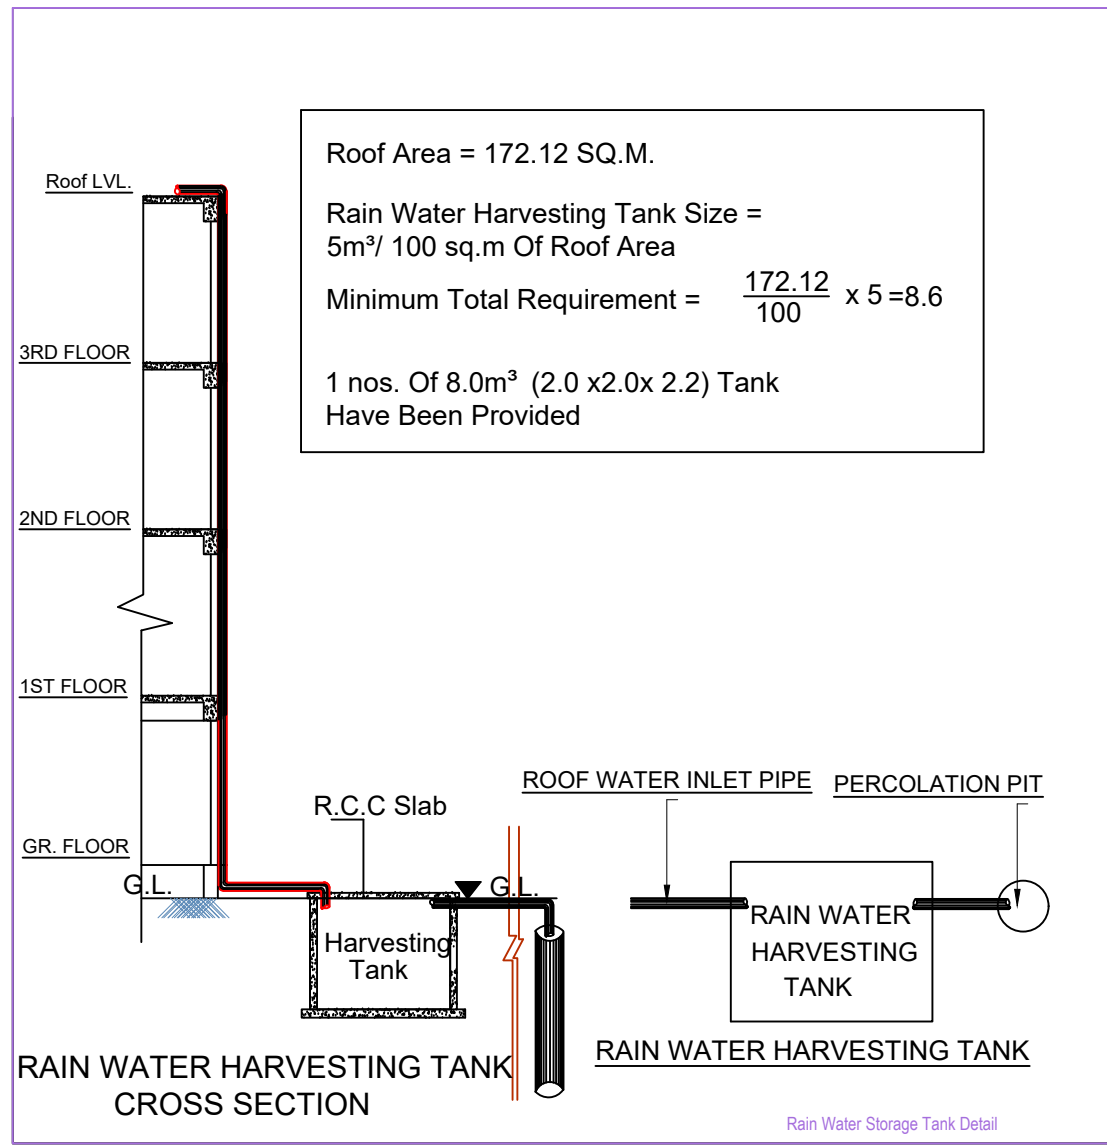 Roof Area = 172.12 SQ.M.
Rain Water Harvesting Tank Size =
5m³/ 100 sq.m Of Roof Area
Minimum Total Requirement = 172.12
100 x 5 =8.6
1 nos. Of 8.0m³ (2.0 x2.0x 2.2) Tank
Have Been Provided
Roof LVL.
3RD FLOOR
2ND FLOOR
1ST FLOOR
GR. FLOOR
G.L.
R.C.C Slab
G.L.
Harvesting
Tank
RAIN WATER HARVESTING TANK
CROSS SECTION
ROOF WATER INLET PIPE
PERCOLATION PIT
RAIN WATER
HARVESTING
TANK
RAIN WATER HARVESTING TANK
Rain Water Storage Tank Detail